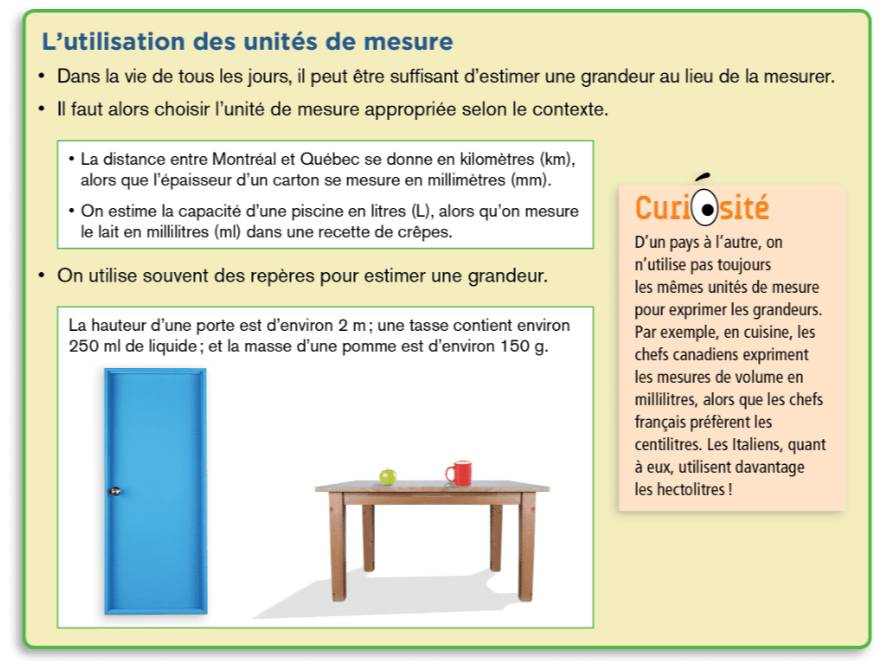 L'utilisation des unités de mesure
• Dans la vie de tous les jours, il peut être suffisant d'estimer une grandeur au lieu de la mesurer.
• Il faut alors choisir l'unité de mesure appropriée selon le contexte.
• La distance entre Montréal et Québec se donne en kilomètres (km),
alors que l'épaisseur d'un carton se mesure en millimètres (mm).
• On estime la capacité d'une piscine en litres (L), alors qu'on mesure
le lait en millilitres (ml) dans une recette de crêpes.
• On utilise souvent des repères pour estimer une grandeur.
La hauteur d'une porte est d'environ 2 m ; une tasse contient environ
250 ml de liquide ; et la masse d'une pomme est d'environ 150 g.
Curiosité
D'un pays à l'autre, on
n'utilise pas toujours
les mêmes unités de mesure
pour exprimer les grandeurs.
Par exemple, en cuisine, les
chefs canadiens expriment
les mesures de volume en
millilitres, alors que les chefs
français préfèrent les
centilitres. Les Italiens, quant
à eux, utilisent davantage
les hectolitres !